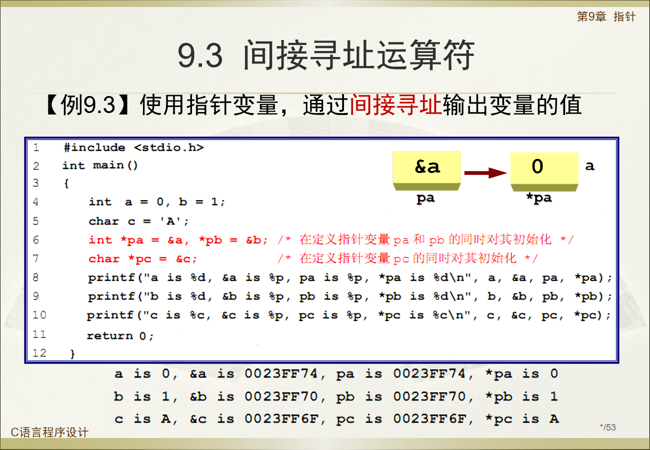 第9章 指针
9.3 间接寻址运算符
【例9.3】使用指针变量，通过间接寻址输出变量的值
1 #include <stdio.h>
2 int main()
3 {
4 int a = 0, b = 1;
5 char c = 'A';
6 int *pa = &a, *pb = &b; /* 在定义指针变量 pa 和 pb 的同时对其初始化 */
7 char *pc = &c; /* 在定义指针变量 pc 的同时对其初始化 */
8 printf("a is %d, &a is %p, pa is %p, *pa is %d\n", a, &a, pa, *pa);
9 printf("b is %d, &b is %p, pb is %p, *pb is %d\n", b, &b, pb, *pb);
10 printf("c is %c, &c is %p, pc is %p, *pc is %c\n", c, &c, pc, *pc);
11 return 0;
12 }
&a 0 a
pa *pa
a is 0, &a is 0023FF74, pa is 0023FF74, *pa is 0
b is 1, &b is 0023FF70, pb is 0023FF70, *pb is 1
c is A, &c is 0023FF6F, pc is 0023FF6F, *pc is A
C语言程序设计
*/53